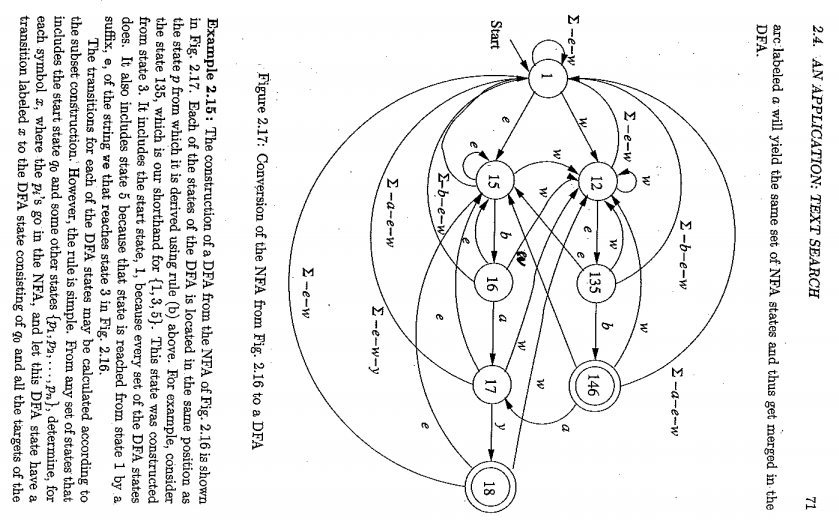 2.4. AN APPLICATION: TEXT SEARCH 71
arc labeled a will yield the same set of NFA states and thus get merged in the
DFA.
Σ−a−e−w
Σ−b−e−w
w
Σ−e−w
w
w
12
e
w
135
b
146
Σ−e−w
1
w
w
e
a
Start
e
e
15
b
16
a
17
y
18
w
w
e
e
e
Σ−b−e−w
Σ−a−e−w
Σ−e−w−y
Σ−e−w
Figure 2.17: Conversion of the NFA from Fig. 2.16 to a DFA
Example 2.15: The construction of a DFA from the NFA of Fig. 2.16 is shown
in Fig. 2.17. Each of the states of the DFA is located in the same position as
the state p from which it is derived using rule (b) above. For example, consider
the state 135, which is our shorthand for {1, 3, 5}. This state was constructed
from state 3. It includes the start state, 1, because every set of the DFA states
does. It also includes state 5 because that state is reached from state 1 by a
suffix, e, of the string we that reaches state 3 in Fig. 2.16.
The transitions for each of the DFA states may be calculated according to
the subset construction. However, the rule is simple. From any set of states that
includes the start state q0 and some other states {p1, p2, . . . , pn}, determine, for
each symbol x, where the pi's go in the NFA, and let this DFA state have a
transition labeled x to the DFA state consisting of q0 and all the targets of the